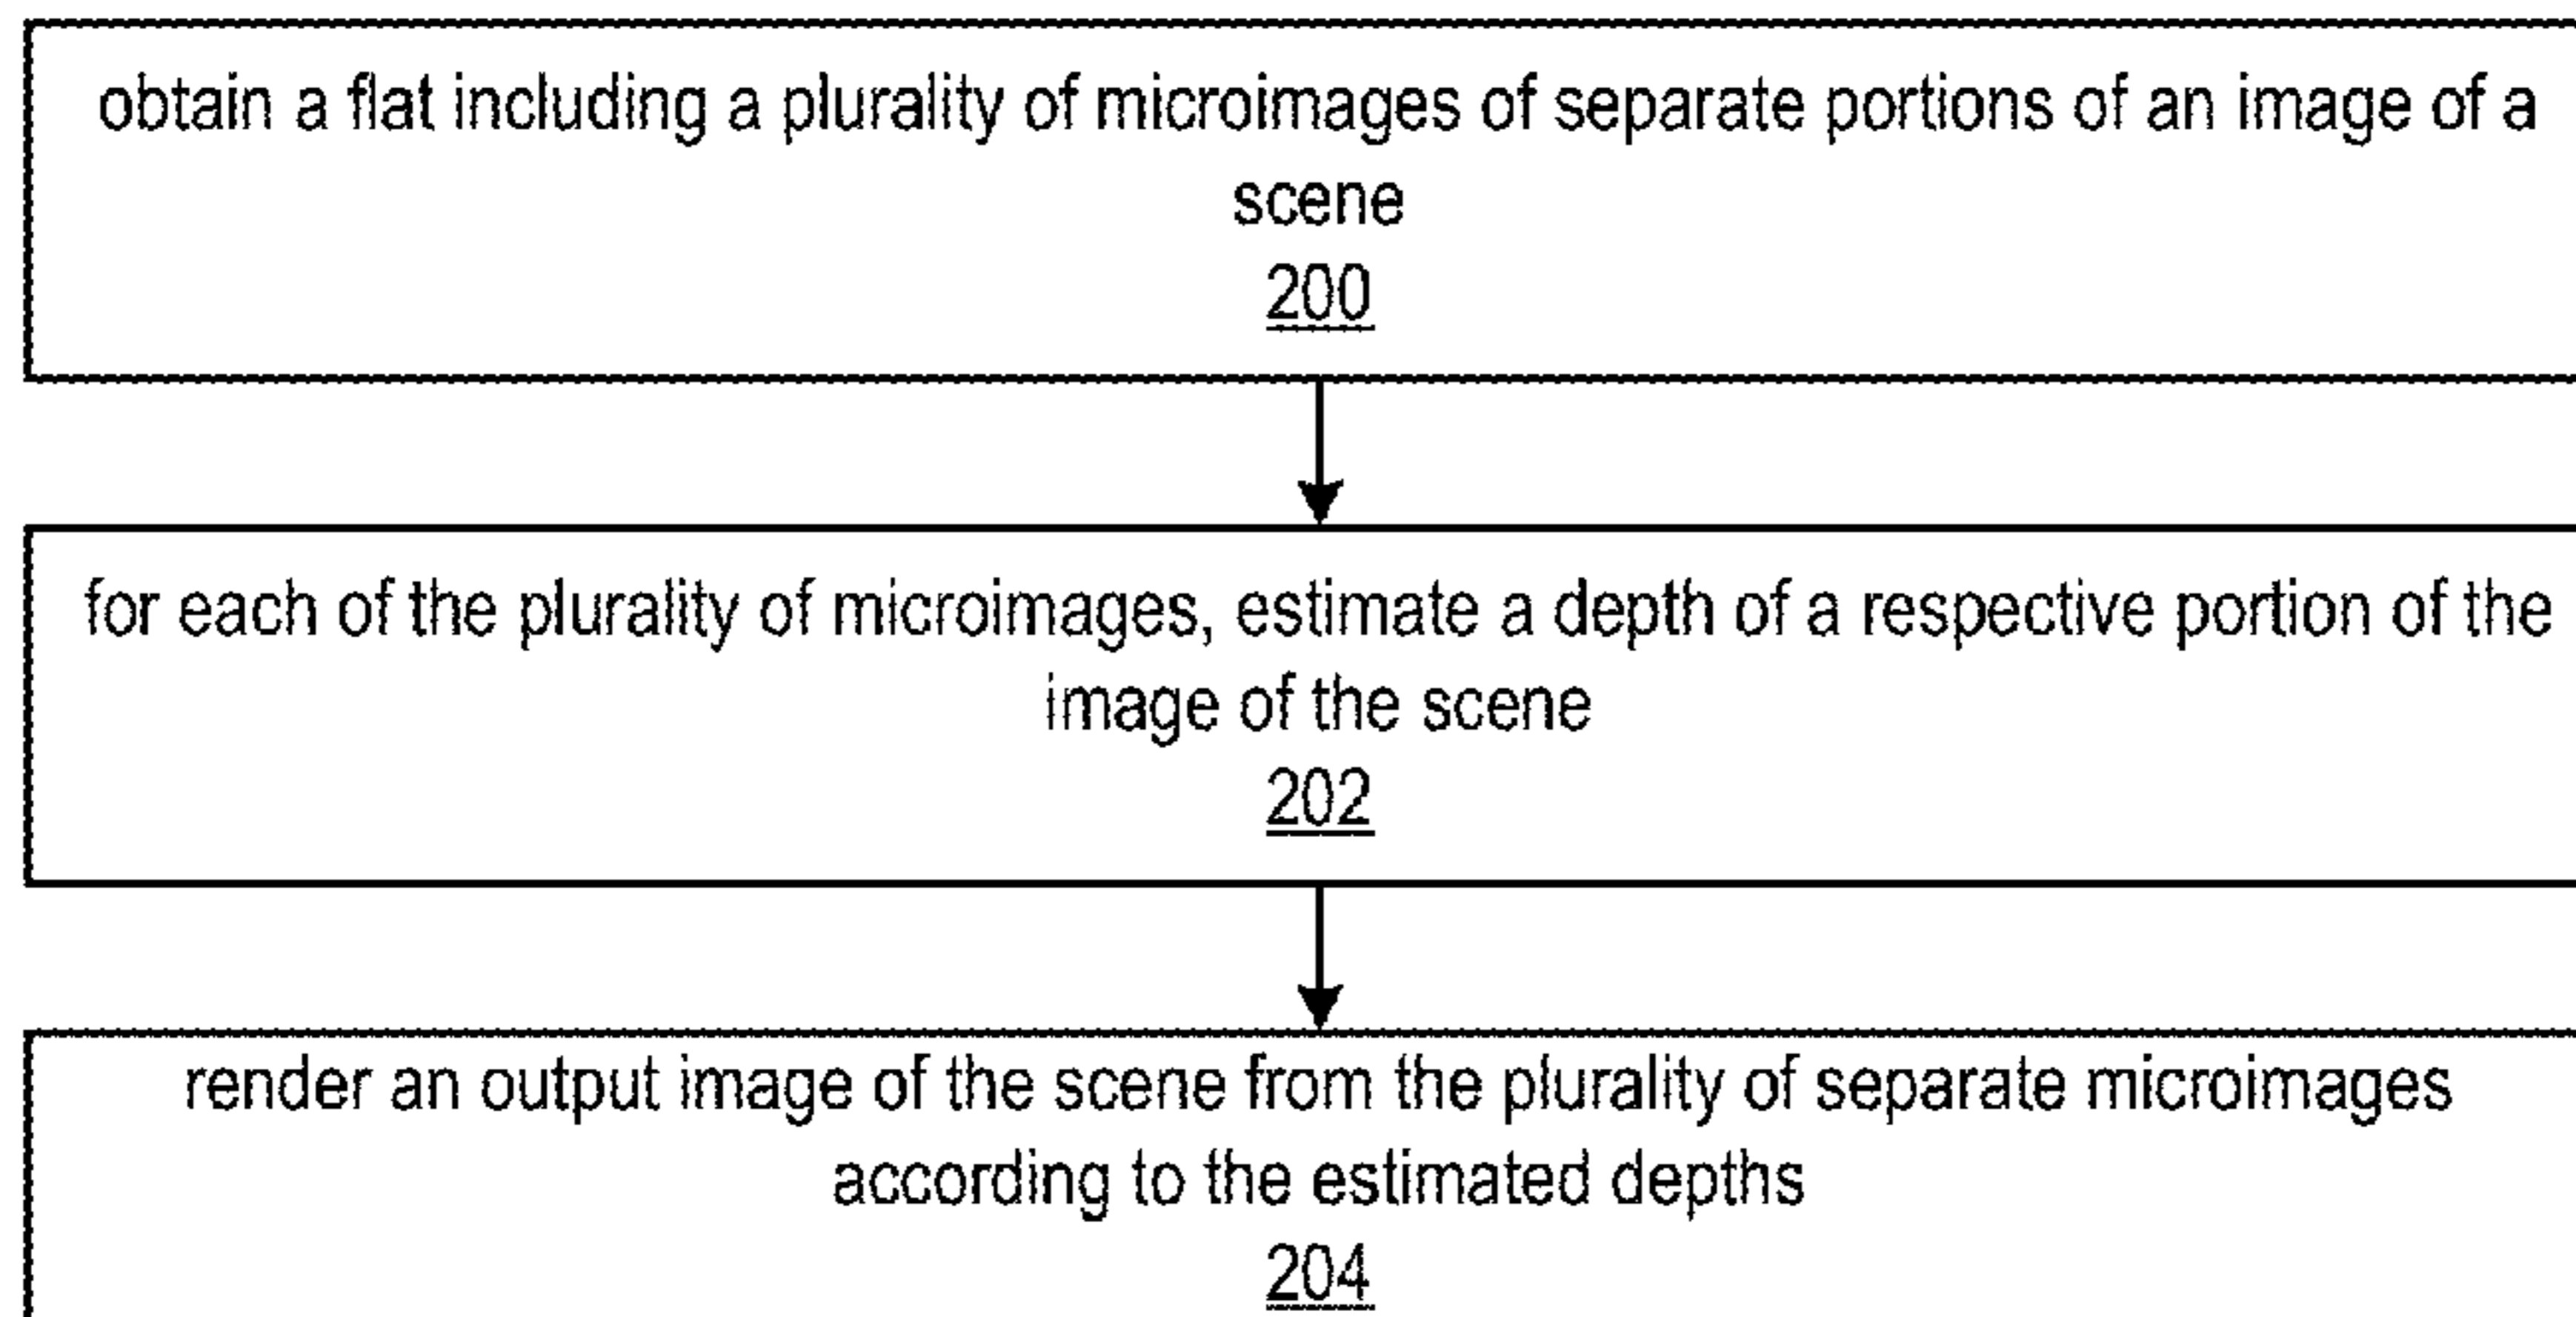 obtain a flat including a plurality of microimages of separate portions of an image of a
scene
200
for each of the plurality of microimages, estimate a depth of a respective portion of the
image of the scene
202
render an output image of the scene from the plurality of separate microimages
according to the estimated depths
204